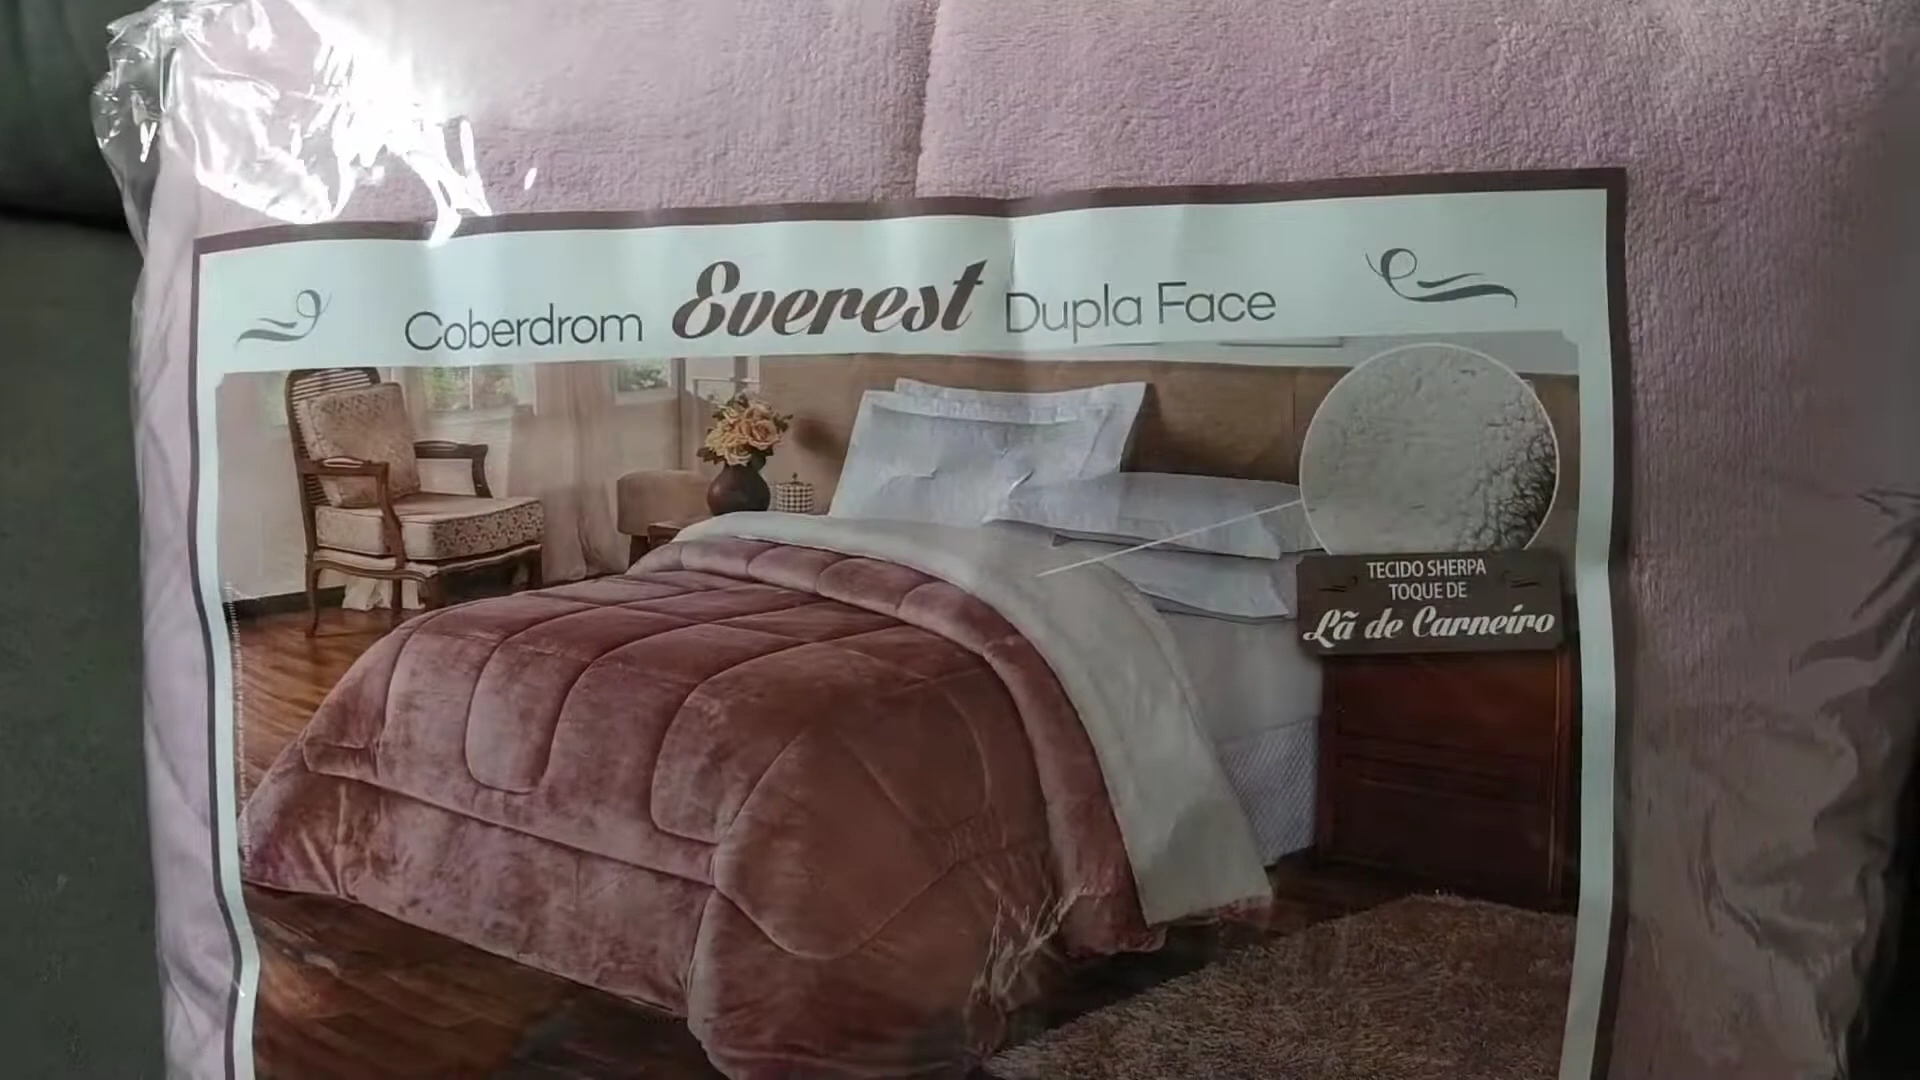 Coberdrom Everest Dupla Face
TECIDO SHERPA
TOQUE DE
Lã de Carneiro